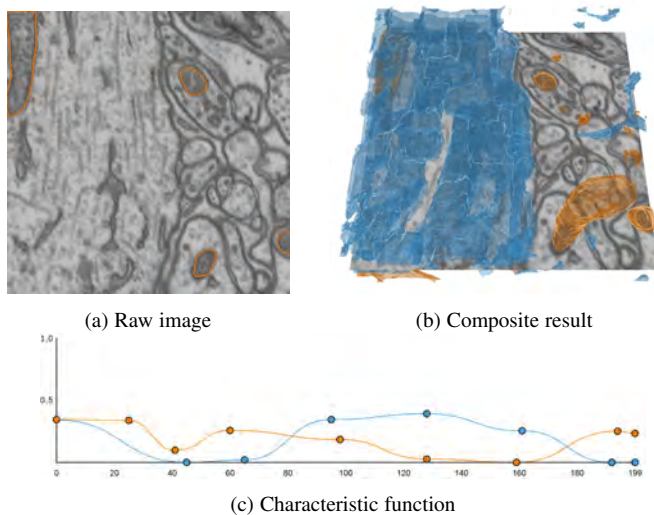 (a) Raw image
(b) Composite result
1.0
0.5
0 20 40 60 80 100 120 140 160 180 199
(c) Characteristic function